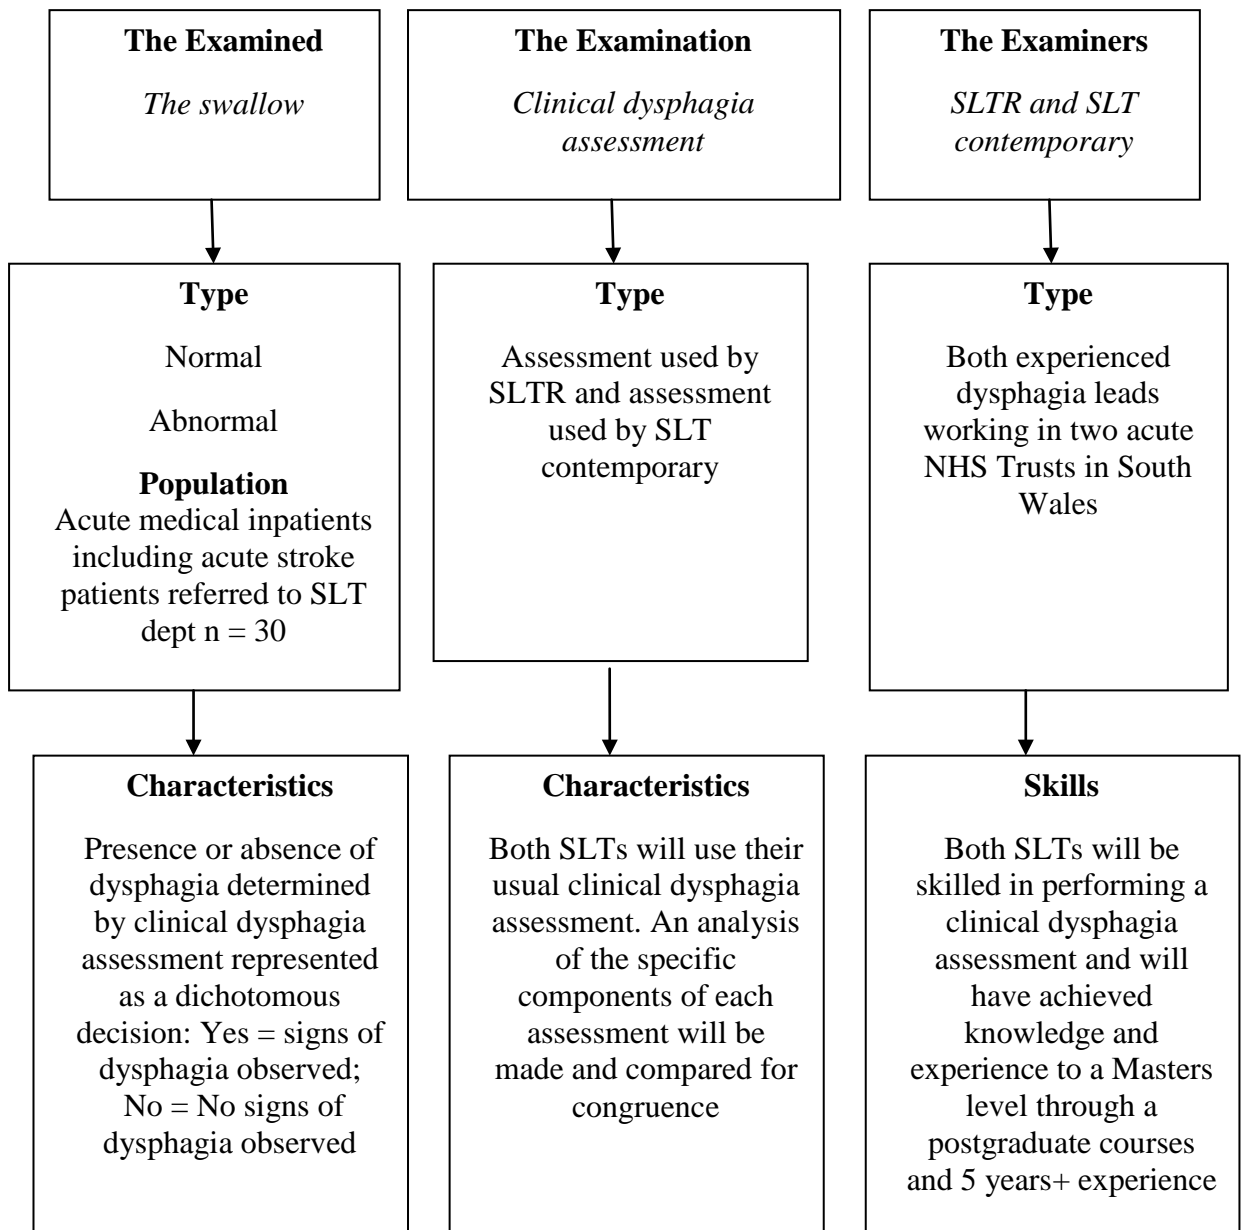 The Examined
The swallow
The Examination
Clinical dysphagia
assessment
The Examiners
SLTR and SLT
contemporary
Type
Normal
Abnormal
Population
Acute medical inpatients
including acute stroke
patients referred to SLT
dept n = 30
Type
Assessment used by
SLTR and assessment
used by SLT
contemporary
Type
Both experienced
dysphagia leads
working in two acute
NHS Trusts in South
Wales
Characteristics
Presence or absence of
dysphagia determined
by clinical dysphagia
assessment represented
as a dichotomous
decision: Yes = signs of
dysphagia observed;
No = No signs of
dysphagia observed
Characteristics
Both SLTs will use their
usual clinical dysphagia
assessment. An analysis
of the specific
components of each
assessment will be
made and compared for
congruence
Skills
Both SLTs will be
skilled in performing a
clinical dysphagia
assessment and will
have achieved
knowledge and
experience to a Masters
level through a
postgraduate courses
and 5 years+ experience